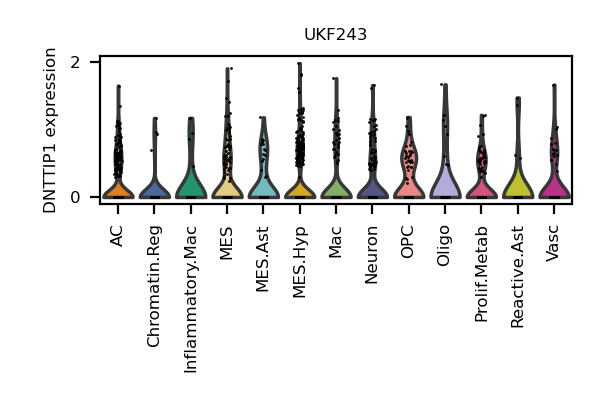 UKF243
DNTTIP1 expression
2
0
AC
Chromatin.Reg
Inflammatory.Mac
MES
MES.Ast
MES.Hyp
Mac
Neuron
OPC
Oligo
Prolif.Metab
Reactive.Ast
Vasc